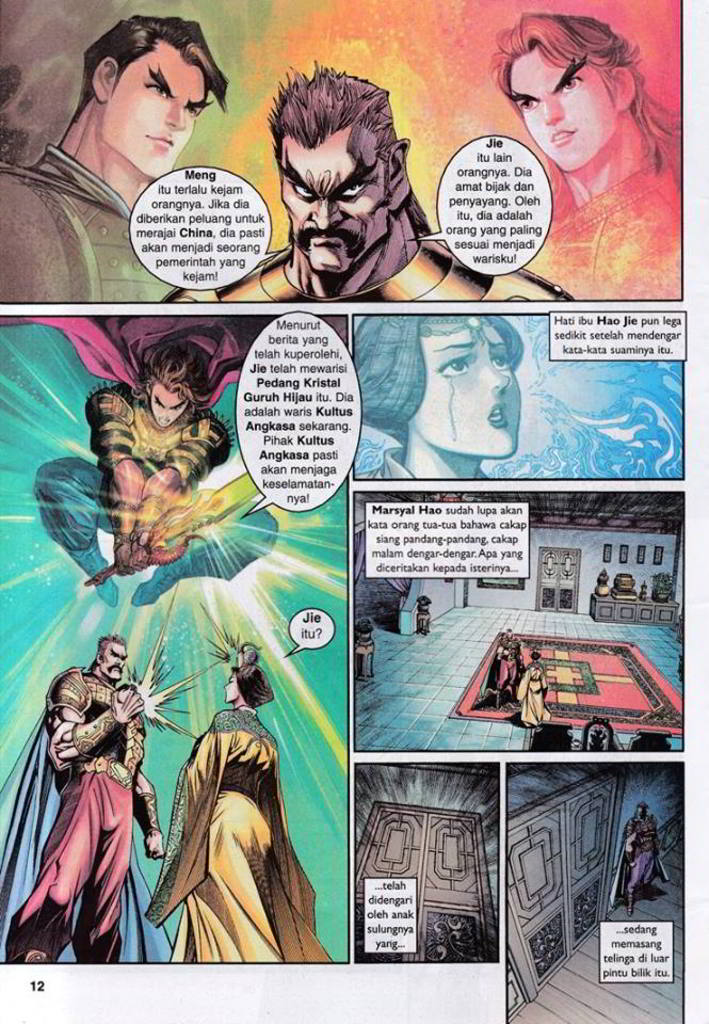 Meng
itu terlalu kejam
orangnya. Jika dia
diberikan peluang untuk
merajai China, dia pasti
akan menjadi seorang
pemerintah yang
kejam!
Jie
itu lain
orangnya. Dia
amat bijak dan
penyayang. Oleh
itu, dia adalah
orang yang paling
sesuai menjadi
warisku!
Menurut
berita yang
telah kuperolehi,
Jie telah mewarisi
Pedang Kristal
Guruh Hijau itu. Dia
adalah waris Kultus
Angkasa sekarang.
Pihak Kultus
Angkasa pasti
akan menjaga
keselamatan-
nya!
Jie
itu?
Hati ibu Hao Jie pun lega
sedikit setelah mendengar
kata-kata suaminya itu.
Marsyal Hao sudah lupa akan
kata orang tua-tua bahawa cakap
siang pandang-pandang, cakap
malam dengar-dengar. Apa yang
diceritakan kepada isterinya...
...telah
didengari
oleh anak
sulungnya
yang...
...sedang
memasang
telinga di luar
pintu bilik itu.
12